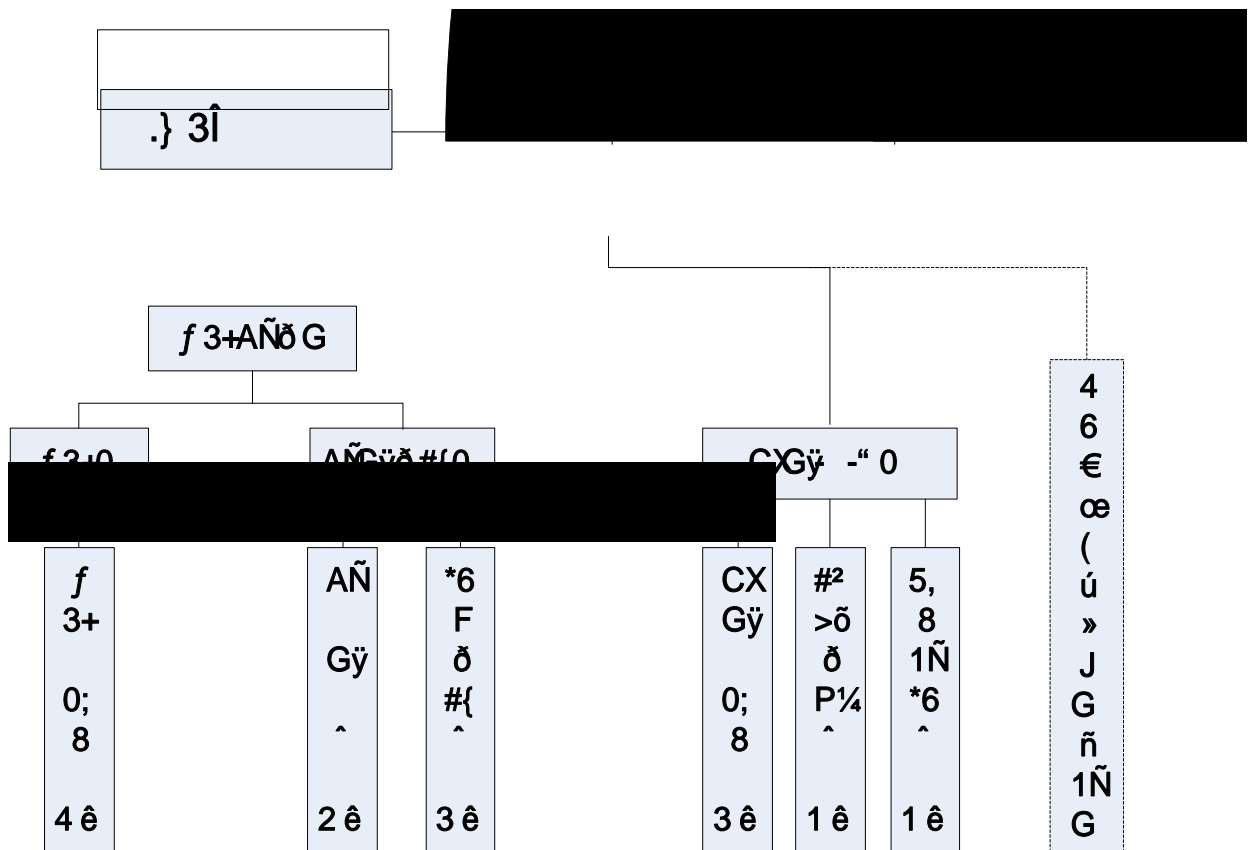 .} 3Î
ƒ 3+AÑð G
CXGÿ- -“ 0
ƒ
3+
0;
8
4 ê
AÑ
Gÿ
ˆ
2 ê
*6
F
ð
#{
ˆ
3 ê
CX
Gÿ
0;
8
3 ê
#²
>õ
ð
P¼
ˆ
1 ê
5,
8
1Ñ
*6
ˆ
1 ê
4
6
€
œ
(
ú
»
J
G
ñ
1Ñ
G